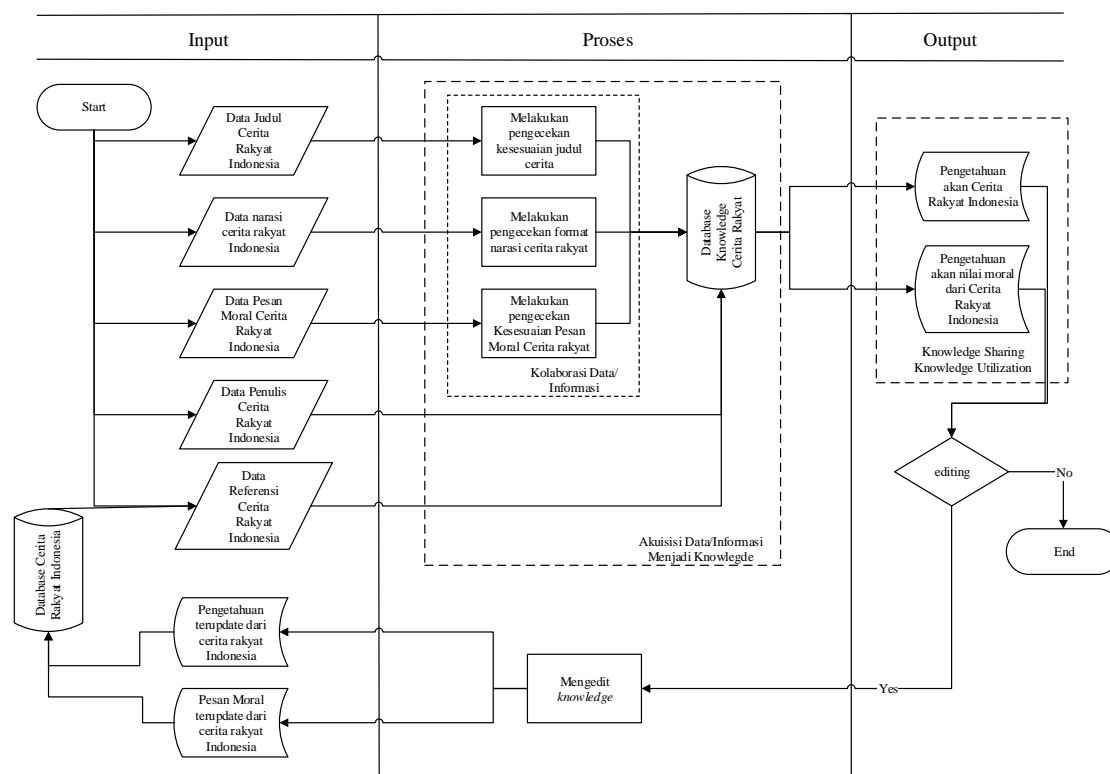 Input
Proses
Output
Start
Data Judul
Cerita
Rakyat
Indonesia
Data narasi
cerita rakyat
Indonesia
Data Pesan
Moral Cerita
Rakyat
Indonesia
Data Penulis
Cerita
Rakyat
Indonesia
Data
Referensi
Cerita
Rakyat
Indonesia
Database Cerita
Rakyat Indonesia
Pengetahuan
terupdate dari
cerita rakyat
Indonesia
Pesan Moral
terupdate dari
cerita rakyat
Indonesia
Melakukan
pengecekan
kesesuaian judul
cerita
Melakukan
pengecekan format
narasi cerita rakyat
Melakukan
pengecekan
Kesesuaian Pesan
Moral Cerita rakyat
Kolaborasi Data/
Informasi
Database
Knowledge
Cerita Rakyat
Akuisisi Data/Informasi
Menjadi Knowlegde
Mengedit
knowledge
Pengetahuan
akan Cerita
Rakyat Indonesia
Pengetahuan
akan nilai moral
dari Cerita
Rakyat
Indonesia
Knowledge Sharing
Knowledge Utilization
editing
No
End
Yes